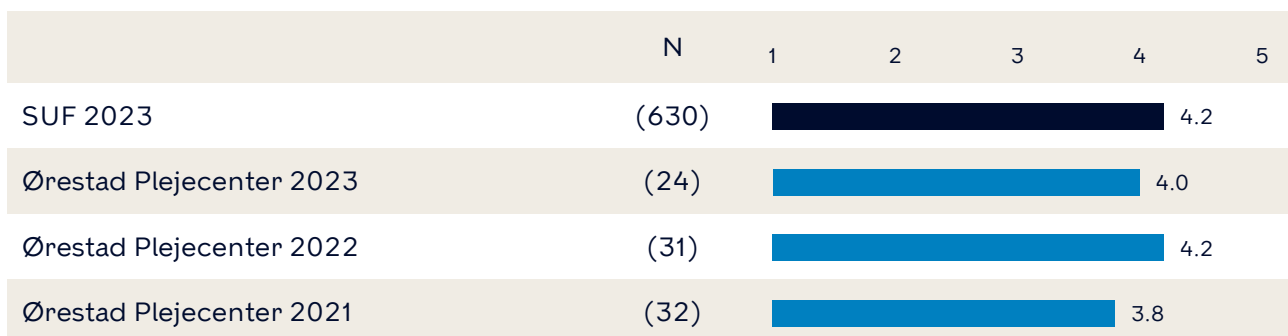 N 1 2 3 4 5
SUF 2023 (630) 4.2
Ørestad Plejecenter 2023 (24) 4.0
Ørestad Plejecenter 2022 (31) 4.2
Ørestad Plejecenter 2021 (32) 3.8